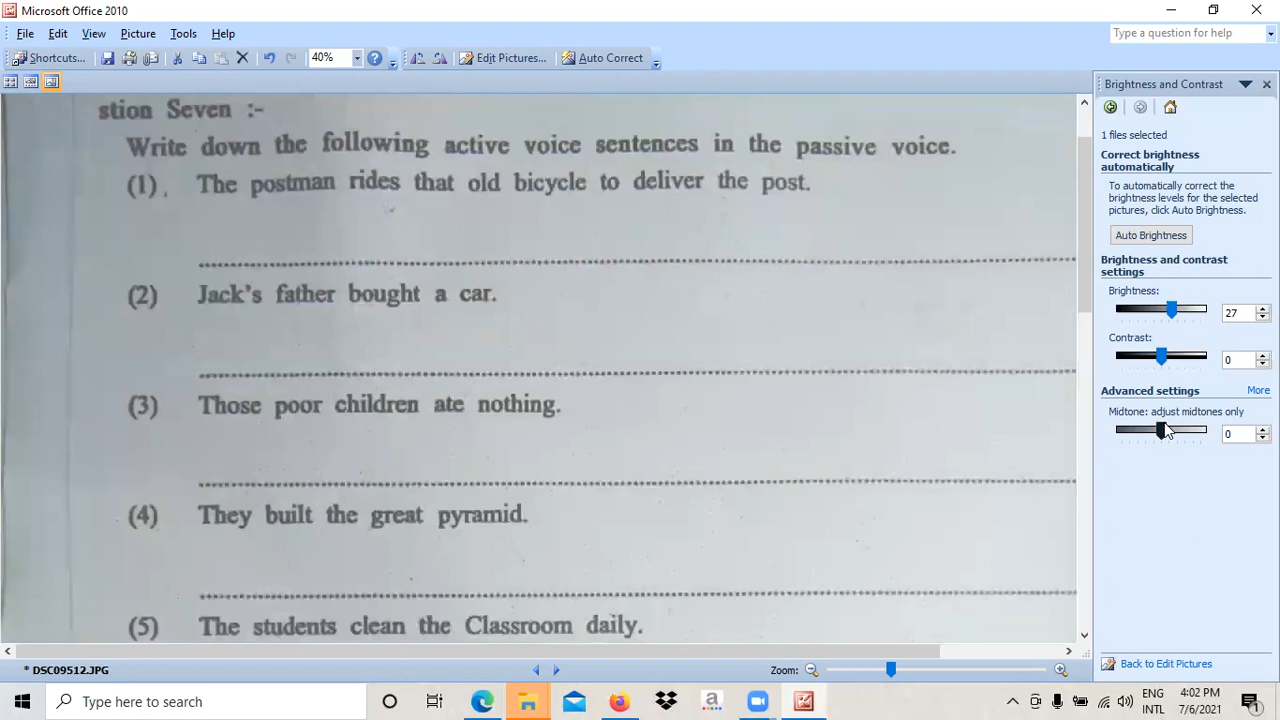 Microsoft Office 2010
File Edit View Picture Tools Help
Type a question for help
Shortcuts... 40% Edit Pictures... Auto Correct
Brightness and Contrast
1 files selected
Correct brightness
automatically
To automatically correct the
brightness levels for the selected
pictures, click Auto Brightness.
Auto Brightness
Brightness and contrast
settings
Brightness:
27
Contrast:
0
Advanced settings More
Midtone: adjust midtones only
0
Back to Edit Pictures
stion Seven :-
Write down the following active voice sentences in the passive voice.
(1). The postman rides that old bicycle to deliver the post.
(2) Jack's father bought a car.
(3) Those poor children ate nothing.
(4) They built the great pyramid.
(5) The students clean the Classroom daily.
* DSC09512.JPG Zoom:
Type here to search
a
ENG
INTL
4:02 PM
7/6/2021
1